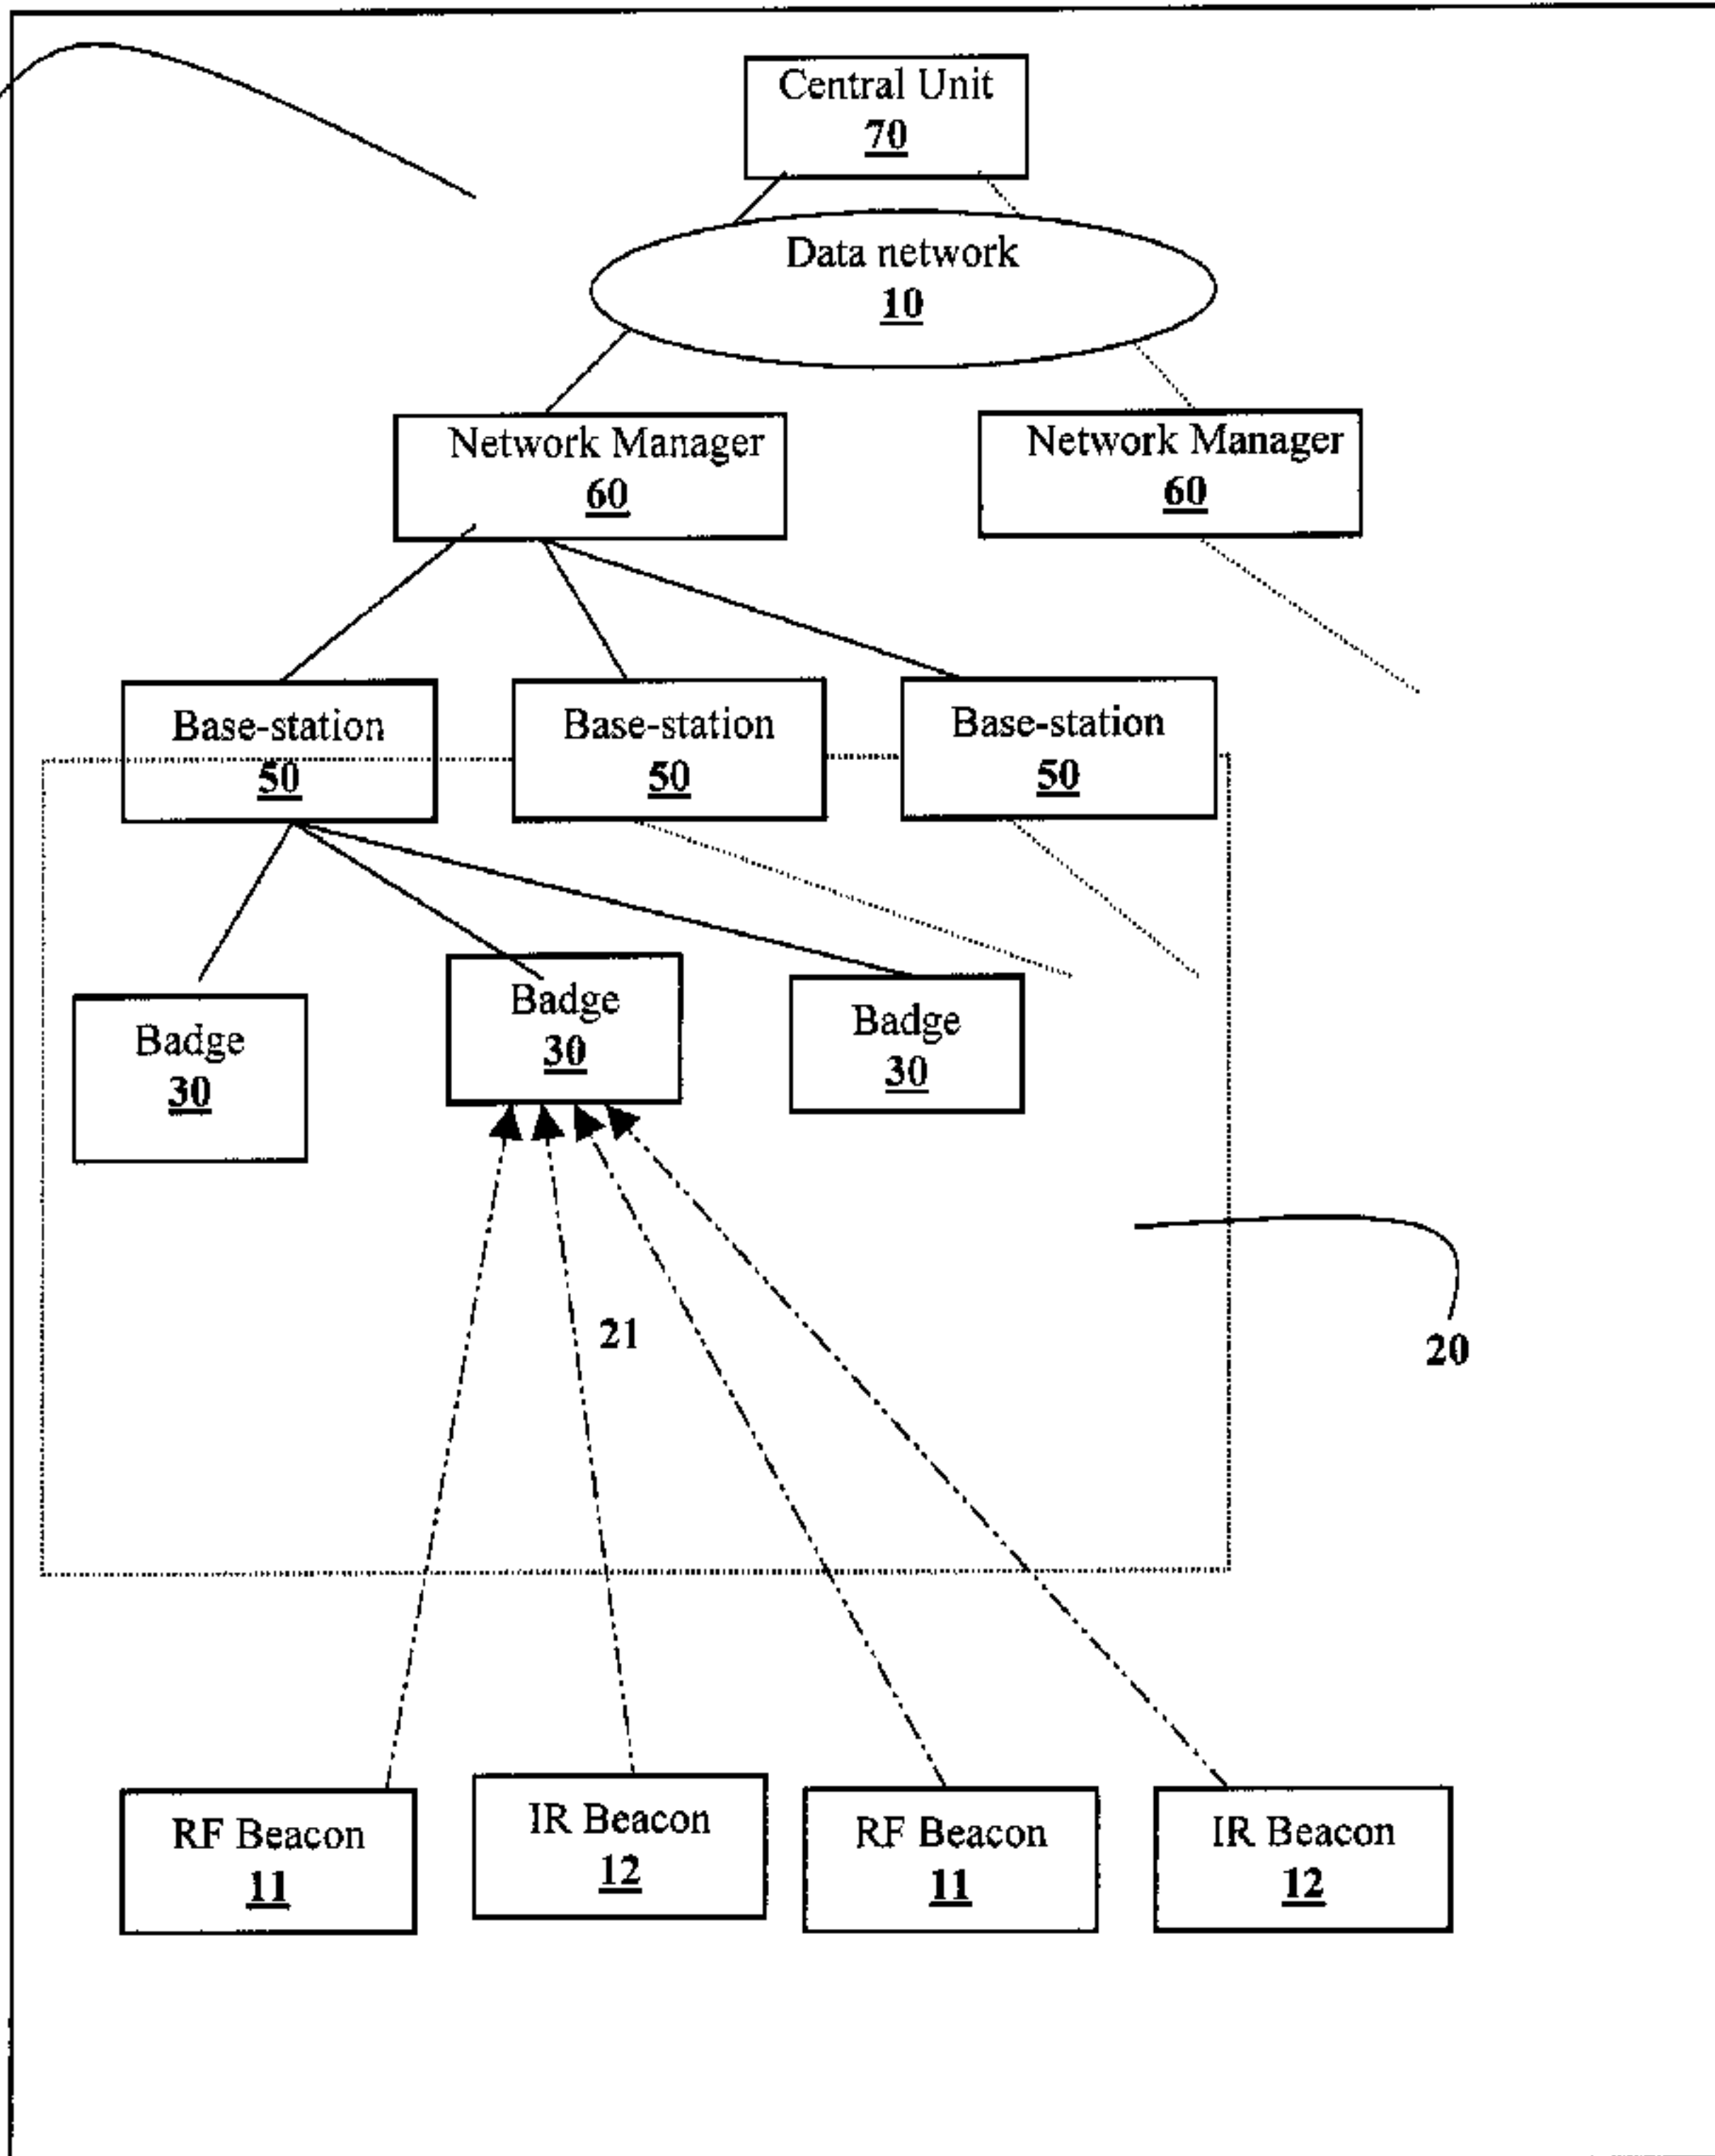 Central Unit
70
Data network
10
Network Manager
60
Network Manager
60
Base-station
50
Base-station
50
Base-station
50
Badge
30
Badge
30
Badge
30
21
20
RF Beacon
11
IR Beacon
12
RF Beacon
11
IR Beacon
12